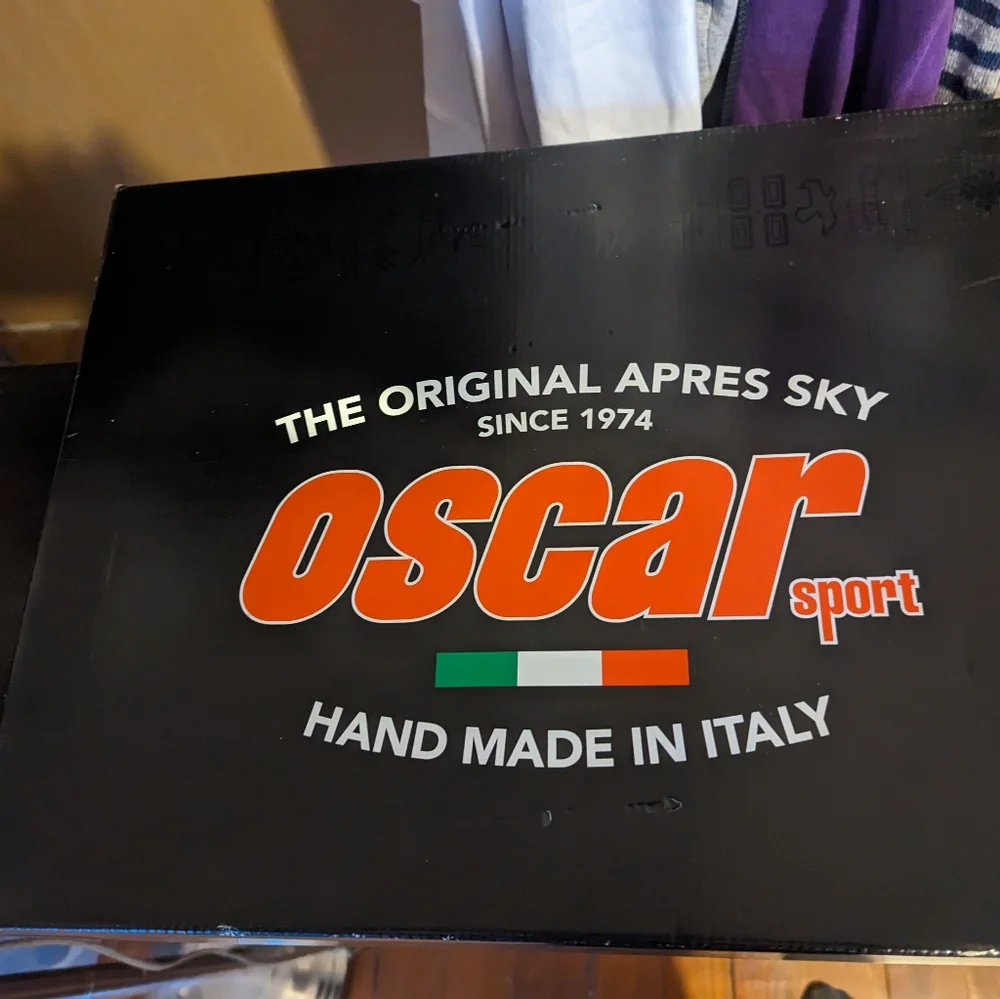 THE ORIGINAL APRES SKY
SINCE 1974
oscar
sport
HAND MADE IN ITALY